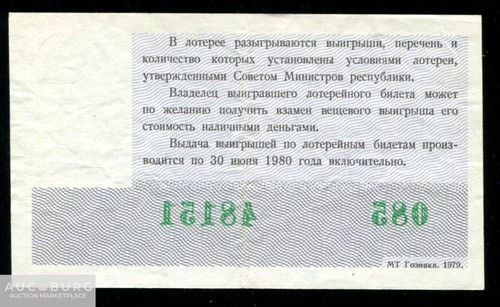 В лотерее разыгрываются выигрыши, перечень и
количество которых установлены условиями лотереи,
утвержденными Советом Министров республики.
Владелец выигравшего лотерейного билета может
по желанию получить взамен вещевого выигрыша его
стоимость наличными деньгами.
Выдача выигрышей по лотерейным билетам произ-
водится по 30 июня 1980 года включительно.
48151 085
МТ Гознака. 1979.
AUC BURG
AUCTION MARKETPLACE